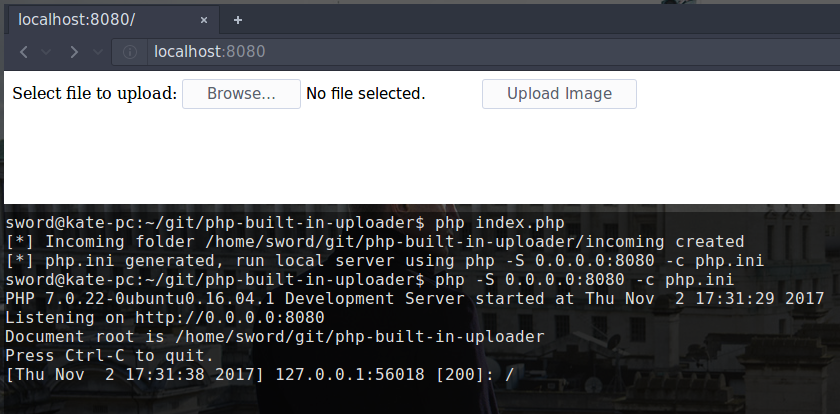 localhost:8080/ × +
localhost:8080
Select file to upload: Browse... No file selected. Upload Image
sword@kate-pc:~/git/php-built-in-uploader$ php index.php
[*] Incoming folder /home/sword/git/php-built-in-uploader/incoming created
[*] php.ini generated, run local server using php -S 0.0.0.0:8080 -c php.ini
sword@kate-pc:~/git/php-built-in-uploader$ php -S 0.0.0.0:8080 -c php.ini
PHP 7.0.22-0ubuntu0.16.04.1 Development Server started at Thu Nov  2 17:31:29 2017
Listening on http://0.0.0.0:8080
Document root is /home/sword/git/php-built-in-uploader
Press Ctrl-C to quit.
[Thu Nov  2 17:31:38 2017] 127.0.0.1:56018 [200]: /